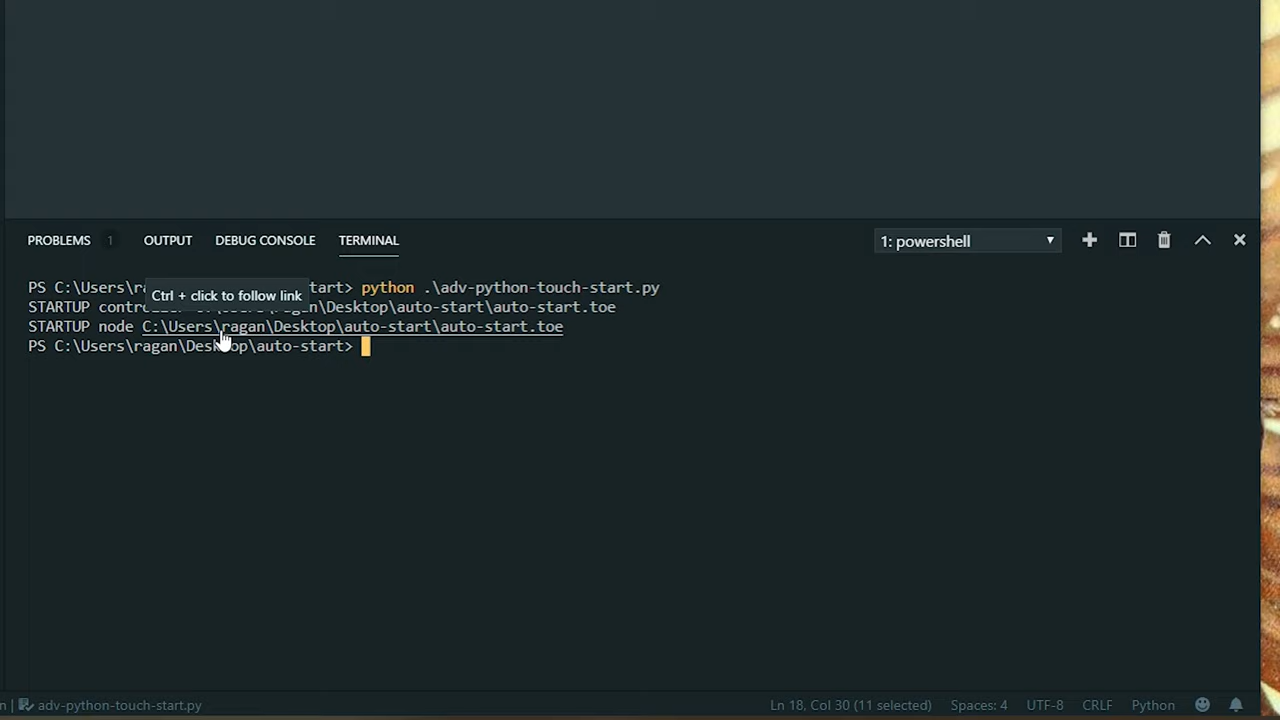 PROBLEMS 1 OUTPUT DEBUG CONSOLE TERMINAL 1: powershell
PS C:\Users\ra tart> python .\adv-python-touch-start.py
Ctrl + click to follow link
STARTUP \Desktop\auto-start\auto-start.toe
STARTUP node C:\Users\ragan\Desktop\auto-start\auto-start.toe
PS C:\Users\ragan\Desktop\auto-start>
adv-python-touch-start.py Ln 18, Col 30 (11 selected) Spaces: 4 UTF-8 CRLF Python